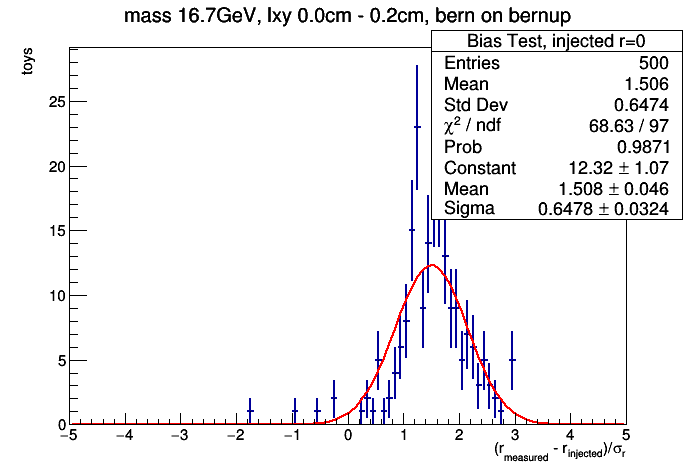 mass 16.7GeV, lxy 0.0cm - 0.2cm, bern on bernup
Bias Test, injected r=0
Entries 500
Mean 1.506
Std Dev 0.6474
χ² / ndf 68.63 / 97
Prob 0.9871
Constant 12.32 ± 1.07
Mean 1.508 ± 0.046
Sigma 0.6478 ± 0.0324
toys
25
20
15
10
5
0
−5 −4 −3 −2 −1 0 1 2 3 4 5
(r_measured - r_injected)/σ_r